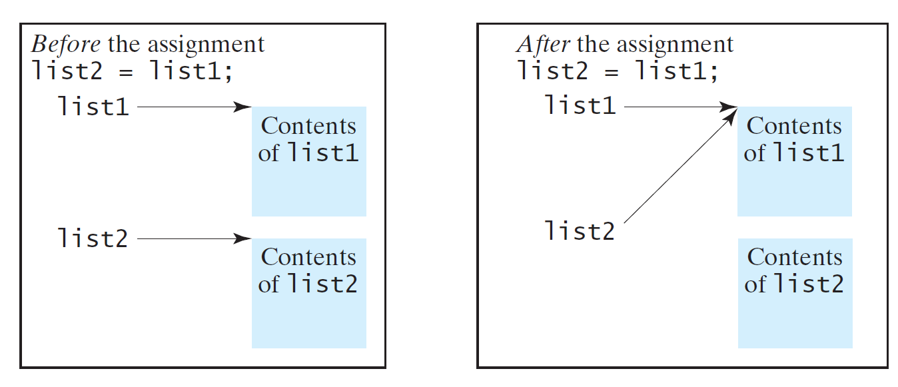 Before the assignment
list2 = list1;
list1
Contents
of list1
list2
Contents
of list2
After the assignment
list2 = list1;
list1
Contents
of list1
list2
Contents
of list2